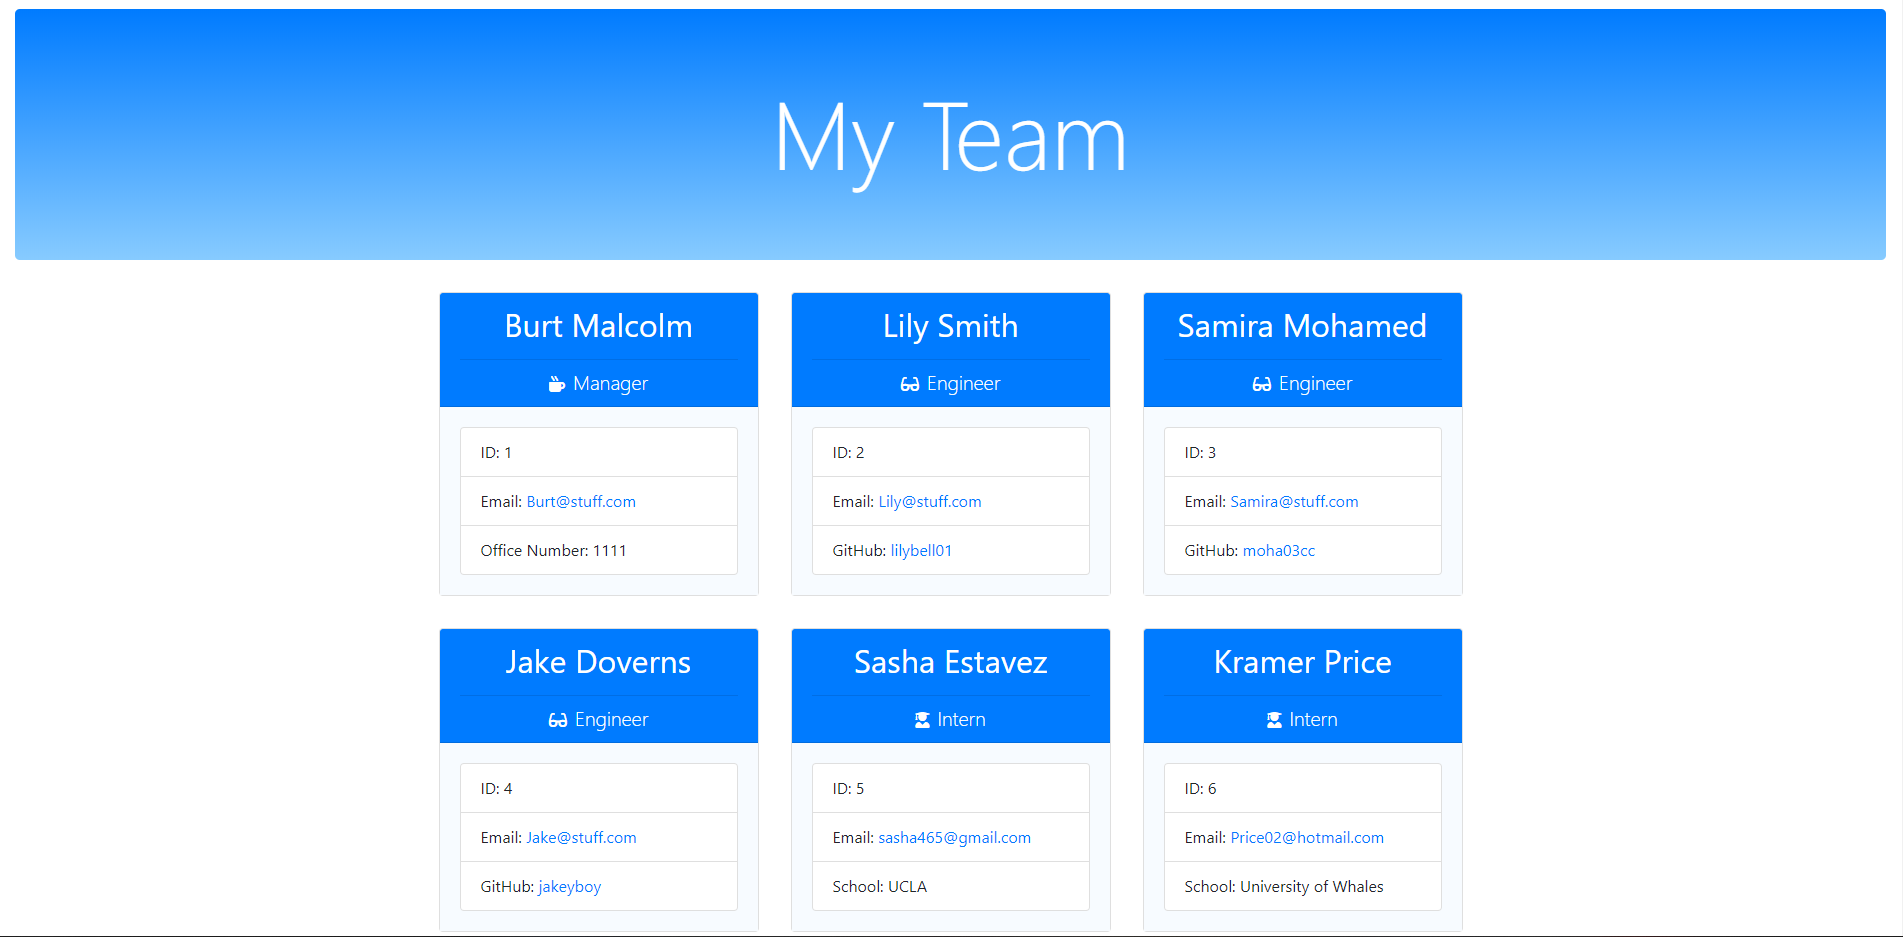 My Team
Burt Malcolm
Manager
ID: 1
Email: Burt@stuff.com
Office Number: 1111
Lily Smith
Engineer
ID: 2
Email: Lily@stuff.com
GitHub: lilybell01
Samira Mohamed
Engineer
ID: 3
Email: Samira@stuff.com
GitHub: moha03cc
Jake Doverns
Engineer
ID: 4
Email: Jake@stuff.com
GitHub: jakeyboy
Sasha Estavez
Intern
ID: 5
Email: sasha465@gmail.com
School: UCLA
Kramer Price
Intern
ID: 6
Email: Price02@hotmail.com
School: University of Whales